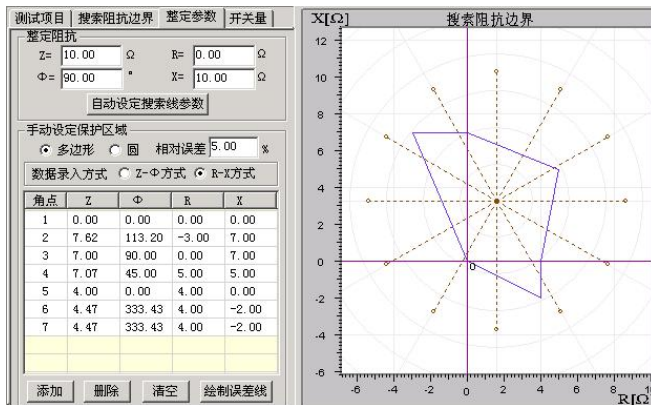 测试项目 搜索阻抗边界 整定参数 开关量
整定阻抗
Z= 10.00 Ω R= 0.00 Ω
Φ= 90.00 ° X= 10.00 Ω
自动设定搜索线参数
手动设定保护区域
多边形 圆 相对误差 5.00 %
数据录入方式 Z-Φ方式 R-X方式
角点 Z Φ R X
1 0.00 0.00 0.00 0.00
2 7.62 113.20 -3.00 7.00
3 7.00 90.00 0.00 7.00
4 7.07 45.00 5.00 5.00
5 4.00 0.00 4.00 0.00
6 4.47 333.43 4.00 -2.00
7 4.47 333.43 4.00 -2.00
添加 删除 清空 绘制误差线
X[Ω] 搜索阻抗边界
12
10
8
6
4
2
0
0
-2
-4
-6
-6 -4 -2 0 2 4 6 8 10
R[Ω]